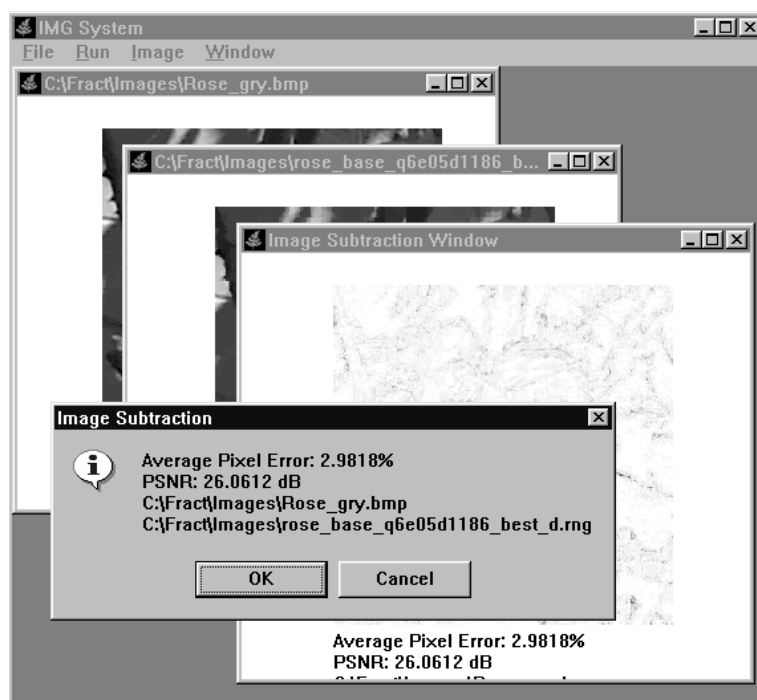 IMG System
File Run Image Window
C:\Fract\Images\Rose_gry.bmp
C:\Fract\Images\rose_base_q6e05d1186_b...
Image Subtraction Window
Image Subtraction
Average Pixel Error: 2.9818%
PSNR: 26.0612 dB
C:\Fract\Images\Rose_gry.bmp
C:\Fract\Images\rose_base_q6e05d1186_best_d.rng
OK Cancel
Average Pixel Error: 2.9818%
PSNR: 26.0612 dB